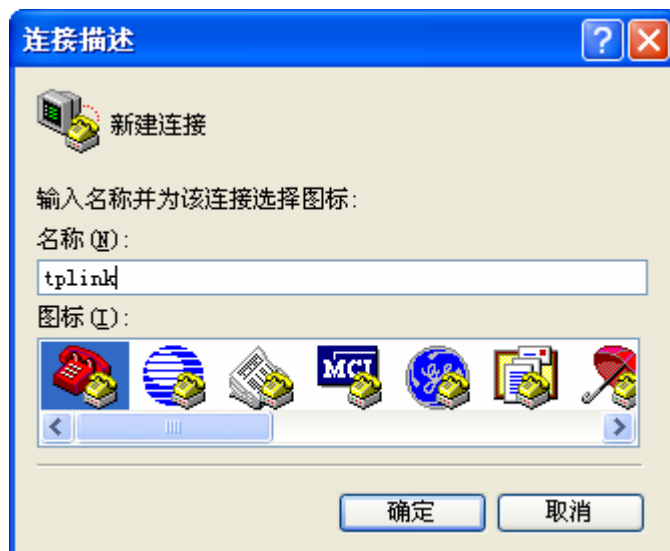 连接描述
新建连接
输入名称并为该连接选择图标:
名称(N):
tplink
图标(I):
MCI
确定 取消